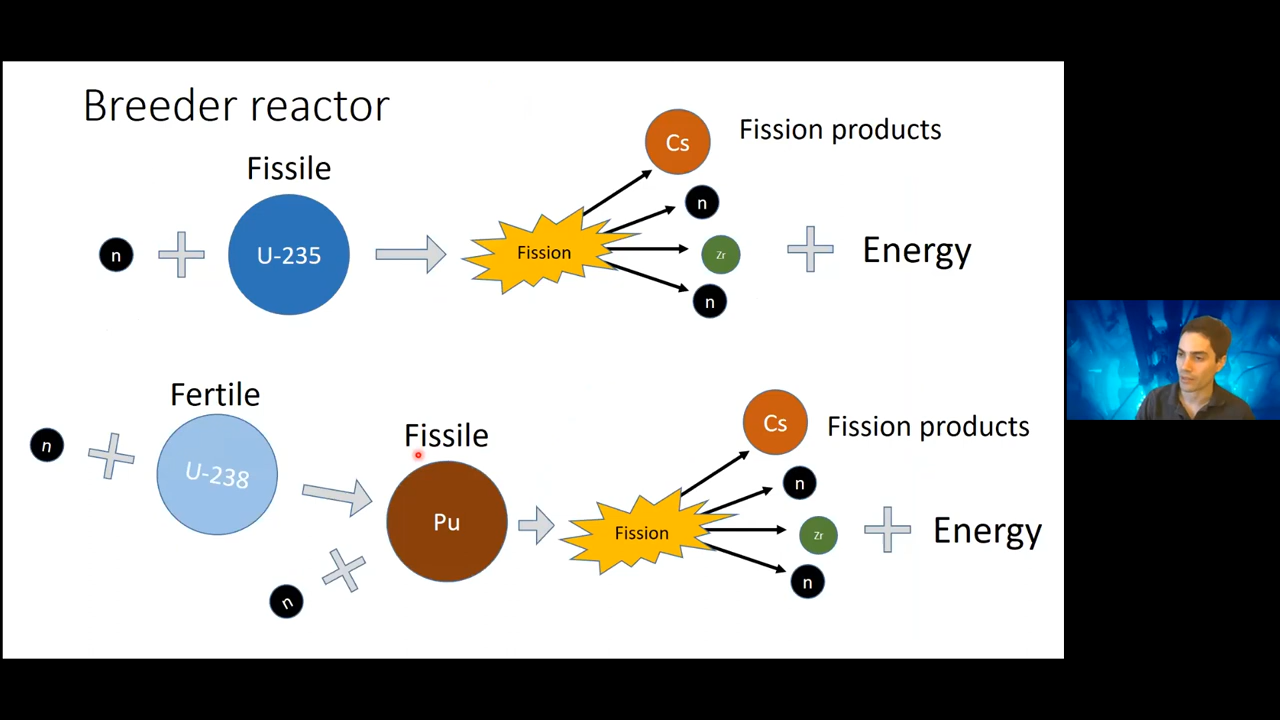 Breeder reactor
Fissile
n
U-235
Fission
Cs
n
Zr
n
Fission products
Energy
Fertile
n
U-238
Fissile
n
Pu
Fission
Cs
n
Zr
n
Fission products
Energy